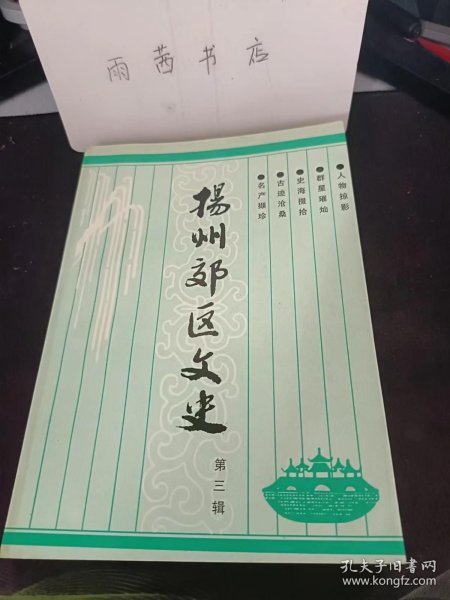 雨茜书店
●人物掠影
●群星璀灿
●史海摭拾
●古迹沧桑
●名产撷珍
揚州郊区文史
第三辑
孔夫子旧书网
www.kongfz.com